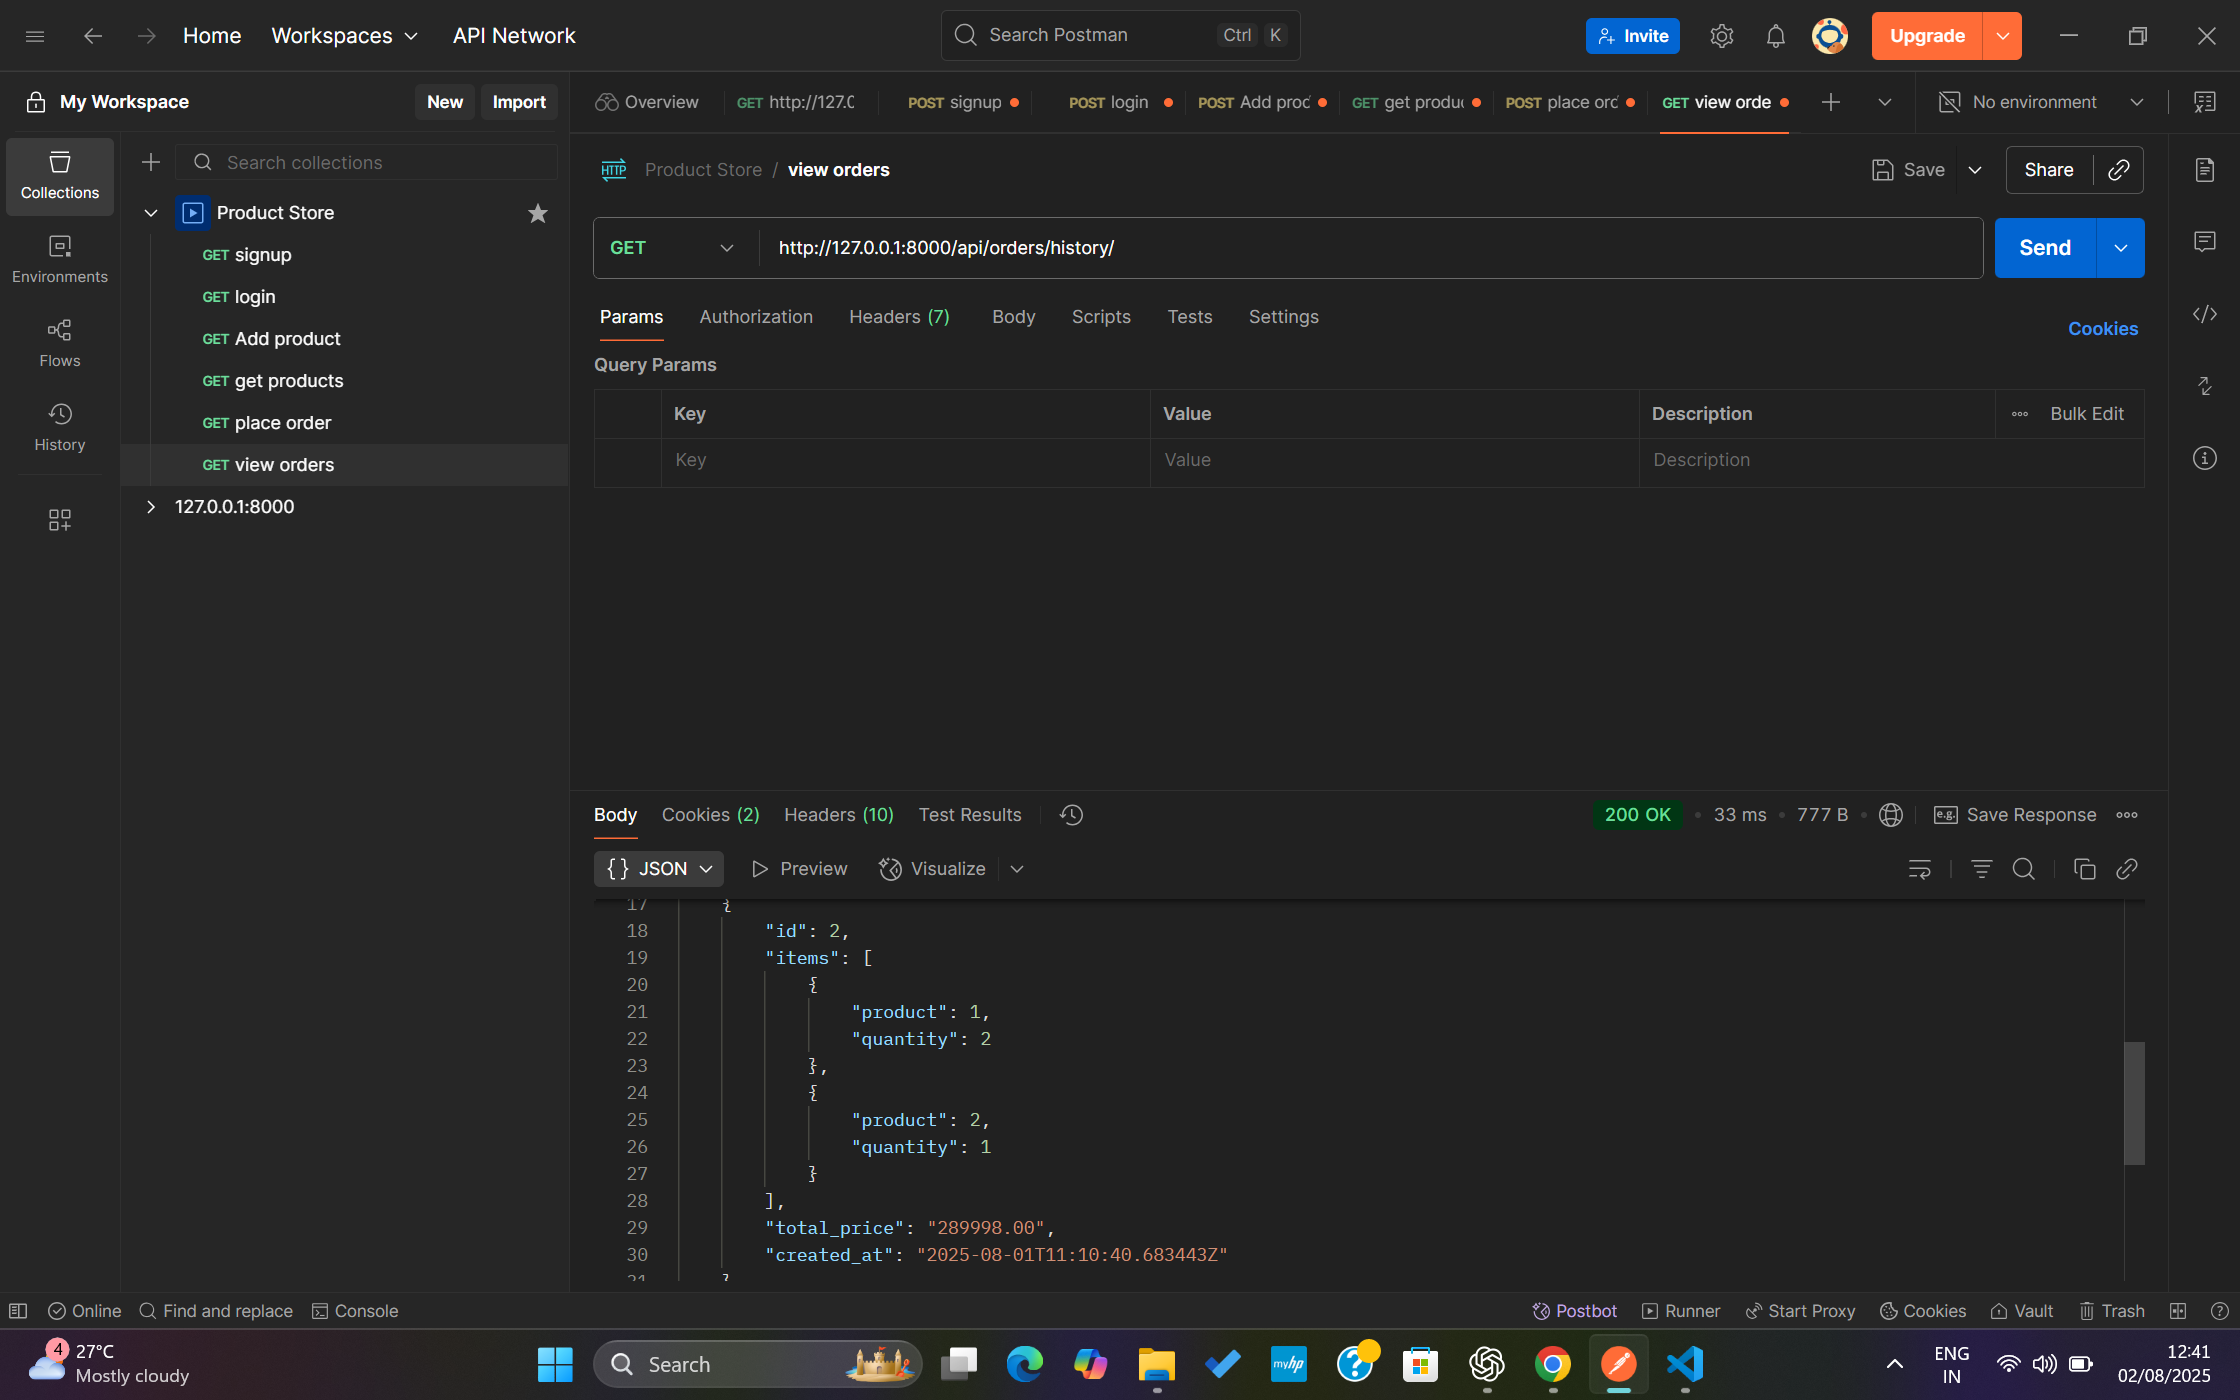 Home Workspaces API Network
Search Postman Ctrl K
Invite Upgrade
My Workspace New Import
Overview GET http://127.0 POST signup POST login POST Add prod GET get produc POST place ord GET view orde No environment
Collections
Environments
Flows
History
Search collections
Product Store
GET signup
GET login
GET Add product
GET get products
GET place order
GET view orders
127.0.0.1:8000
HTTP Product Store / view orders
Save Share
GET http://127.0.0.1:8000/api/orders/history/ Send
Params Authorization Headers (7) Body Scripts Tests Settings
Cookies
Query Params
Key Value Description Bulk Edit
Key Value Description
Body Cookies (2) Headers (10) Test Results
200 OK • 33 ms • 777 B • e.g. Save Response
{} JSON Preview Visualize
17 {
18 "id": 2,
19 "items": [
20 {
21 "product": 1,
22 "quantity": 2
23 },
24 {
25 "product": 2,
26 "quantity": 1
27 }
28 ],
29 "total_price": "289998.00",
30 "created_at": "2025-08-01T11:10:40.683443Z"
31 }
Online Find and replace Console
Postbot Runner Start Proxy Cookies Vault Trash
4 27°C
Mostly cloudy
Search
myhp
ENG
IN
12:41
02/08/2025